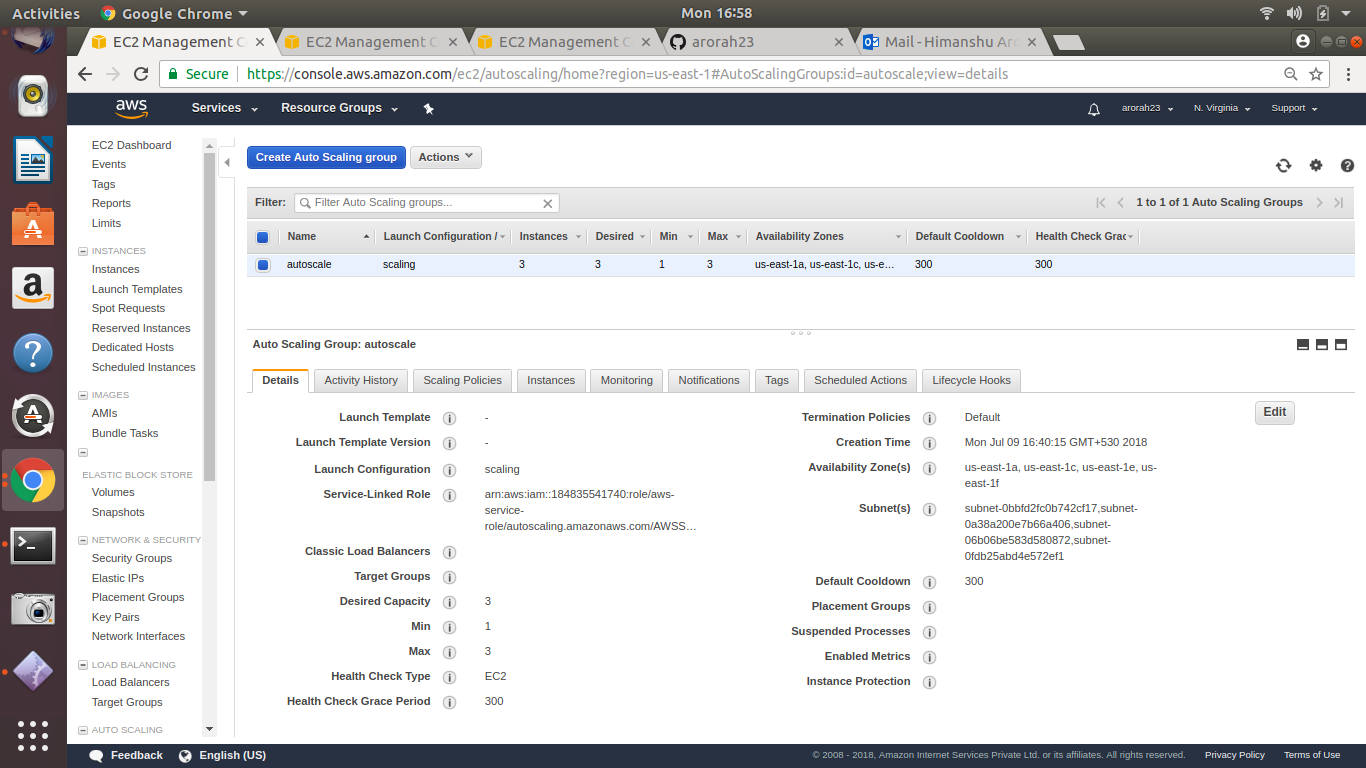 Activities Google Chrome Mon 16:58
EC2 Management C EC2 Management C EC2 Management C arorah23 Mail - Himanshu Aro
Secure https://console.aws.amazon.com/ec2/autoscaling/home?region=us-east-1#AutoScalingGroups:id=autoscale;view=details
aws Services Resource Groups arorah23 N. Virginia Support
EC2 Dashboard
Events
Tags
Reports
Limits
INSTANCES
Instances
Launch Templates
Spot Requests
Reserved Instances
Dedicated Hosts
Scheduled Instances
IMAGES
AMIs
Bundle Tasks
ELASTIC BLOCK STORE
Volumes
Snapshots
NETWORK & SECURITY
Security Groups
Elastic IPs
Placement Groups
Key Pairs
Network Interfaces
LOAD BALANCING
Load Balancers
Target Groups
AUTO SCALING
Create Auto Scaling group Actions
Filter: Filter Auto Scaling groups... 1 to 1 of 1 Auto Scaling Groups
Name Launch Configuration / Instances Desired Min Max Availability Zones Default Cooldown Health Check Grac
autoscale scaling 3 3 1 3 us-east-1a, us-east-1c, us-e… 300 300
Auto Scaling Group: autoscale
Details Activity History Scaling Policies Instances Monitoring Notifications Tags Scheduled Actions Lifecycle Hooks
Edit
Launch Template -
Launch Template Version -
Launch Configuration scaling
Service-Linked Role arn:aws:iam::184835541740:role/aws-
service-
role/autoscaling.amazonaws.com/AWSS…
Classic Load Balancers
Target Groups
Desired Capacity 3
Min 1
Max 3
Health Check Type EC2
Health Check Grace Period 300
Termination Policies Default
Creation Time Mon Jul 09 16:40:15 GMT+530 2018
Availability Zone(s) us-east-1a, us-east-1c, us-east-1e, us-
east-1f
Subnet(s) subnet-0bbfd2fc0b742cf17,subnet-
0a38a200e7b66a406,subnet-
06b06be583d580872,subnet-
0fdb25abd4e572ef1
Default Cooldown 300
Placement Groups
Suspended Processes
Enabled Metrics
Instance Protection
Feedback English (US) © 2008 - 2018, Amazon Internet Services Private Ltd. or its affiliates. All rights reserved. Privacy Policy Terms of Use